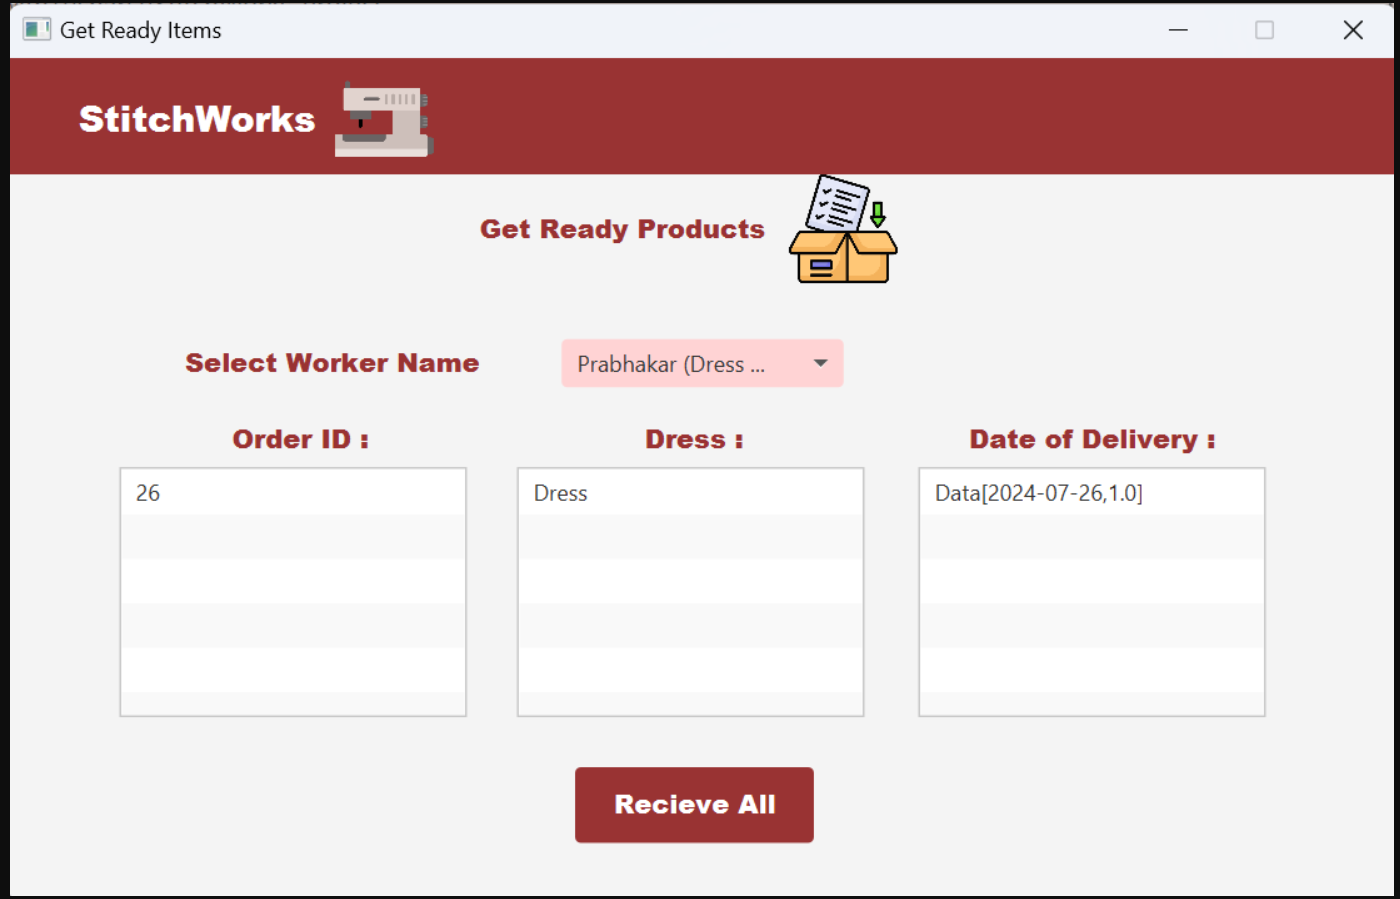 Get Ready Items
StitchWorks
Get Ready Products
Select Worker Name
Prabhakar (Dress ...
Order ID :
Dress :
Date of Delivery :
26
Dress
Data[2024-07-26,1.0]
Recieve All